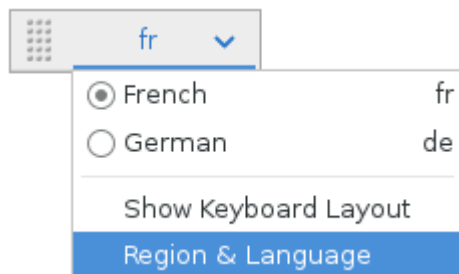 fr
French fr
German de
Show Keyboard Layout
Region & Language